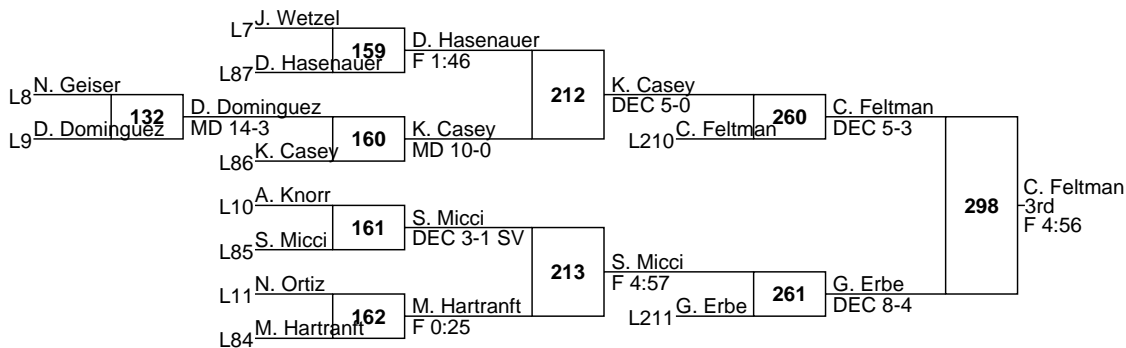 L7 J. Wetzel
159
D. Hasenauer
F 1:46
L87 D. Hasenauer
L8 N. Geiser
132
D. Dominguez
MD 14-3
L9 D. Dominguez
160
K. Casey
MD 10-0
L86 K. Casey
212
K. Casey
DEC 5-0
260
C. Feltman
DEC 5-3
L210 C. Feltman
L10 A. Knorr
161
S. Micci
DEC 3-1 SV
L85 S. Micci
213
S. Micci
F 4:57
L11 N. Ortiz
162
M. Hartranft
F 0:25
L84 M. Hartranft
261
G. Erbe
DEC 8-4
L211 G. Erbe
298
C. Feltman
3rd
F 4:56